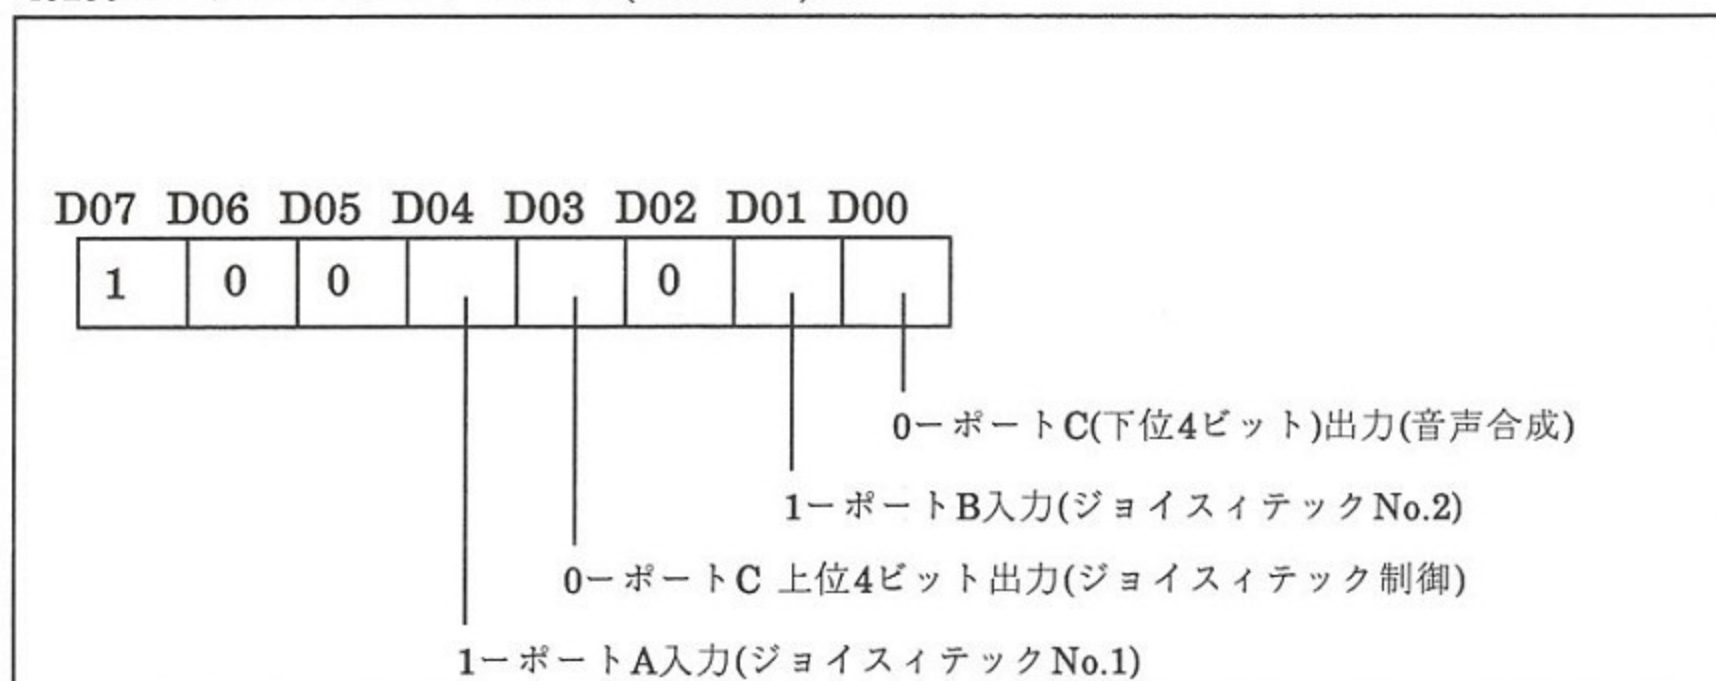 D07 D06 D05 D04 D03 D02 D01 D00
1 0 0 0
0ーポートC(下位4ビット)出力(音声合成)
1ーポートB入力(ジョイスィテックNo.2)
0ーポートC 上位4ビット出力(ジョイスィテック制御)
1ーポートA入力(ジョイスィテックNo.1)